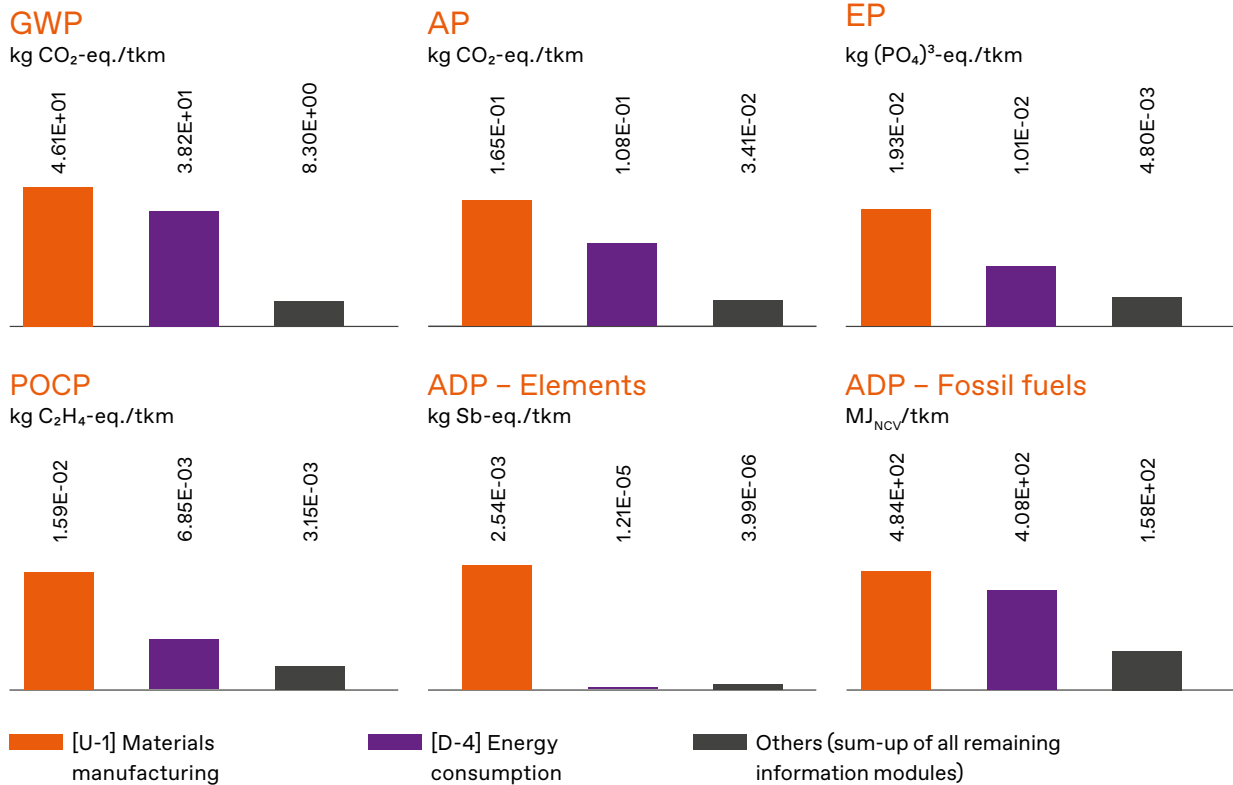 GWP
kg CO₂-eq./tkm
4.61E+01
3.82E+01
8.30E+00
AP
kg CO₂-eq./tkm
1.65E-01
1.08E-01
3.41E-02
EP
kg (PO₄)³-eq./tkm
1.93E-02
1.01E-02
4.80E-03
POCP
kg C₂H₄-eq./tkm
1.59E-02
6.85E-03
3.15E-03
ADP – Elements
kg Sb-eq./tkm
2.54E-03
1.21E-05
3.99E-06
ADP – Fossil fuels
MJNCV/tkm
4.84E+02
4.08E+02
1.58E+02
[U-1] Materials
manufacturing
[D-4] Energy
consumption
Others (sum-up of all remaining
information modules)